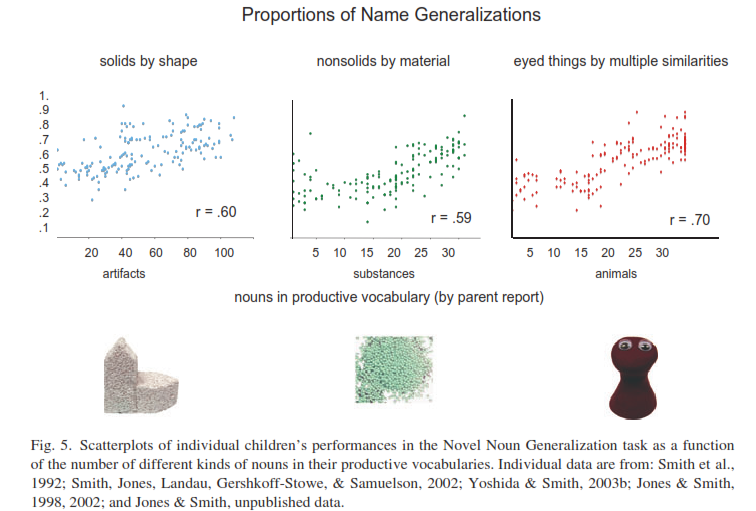 Proportions of Name Generalizations
solids by shape
nonsolids by material
eyed things by multiple similarities
1.
.9
.8
.7
.6
.5
.4
.3
.2
.1
r = .60
r = .59
r = .70
20 40 60 80 100
5 10 15 20 25 30
5 10 15 20 25 30
artifacts
substances
animals
nouns in productive vocabulary (by parent report)
Fig. 5. Scatterplots of individual children's performances in the Novel Noun Generalization task as a function
of the number of different kinds of nouns in their productive vocabularies. Individual data are from: Smith et al.,
1992; Smith, Jones, Landau, Gershkoff-Stowe, & Samuelson, 2002; Yoshida & Smith, 2003b; Jones & Smith,
1998, 2002; and Jones & Smith, unpublished data.